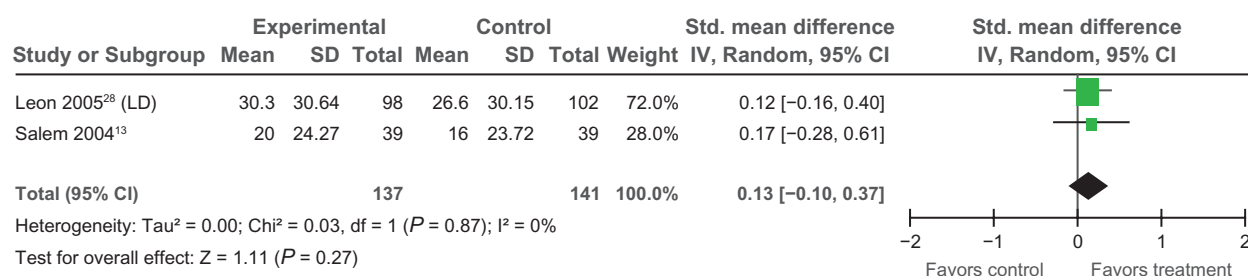 Experimental Control Std. mean difference Std. mean difference
Study or Subgroup Mean SD Total Mean SD Total Weight IV, Random, 95% CI IV, Random, 95% CI
Leon 2005²⁸ (LD) 30.3 30.64 98 26.6 30.15 102 72.0% 0.12 [−0.16, 0.40]
Salem 2004¹³ 20 24.27 39 16 23.72 39 28.0% 0.17 [−0.28, 0.61]
Total (95% CI) 137 141 100.0% 0.13 [−0.10, 0.37]
Heterogeneity: Tau² = 0.00; Chi² = 0.03, df = 1 (P = 0.87); I² = 0%
Test for overall effect: Z = 1.11 (P = 0.27)
−2 −1 0 1 2
Favors control Favors treatment